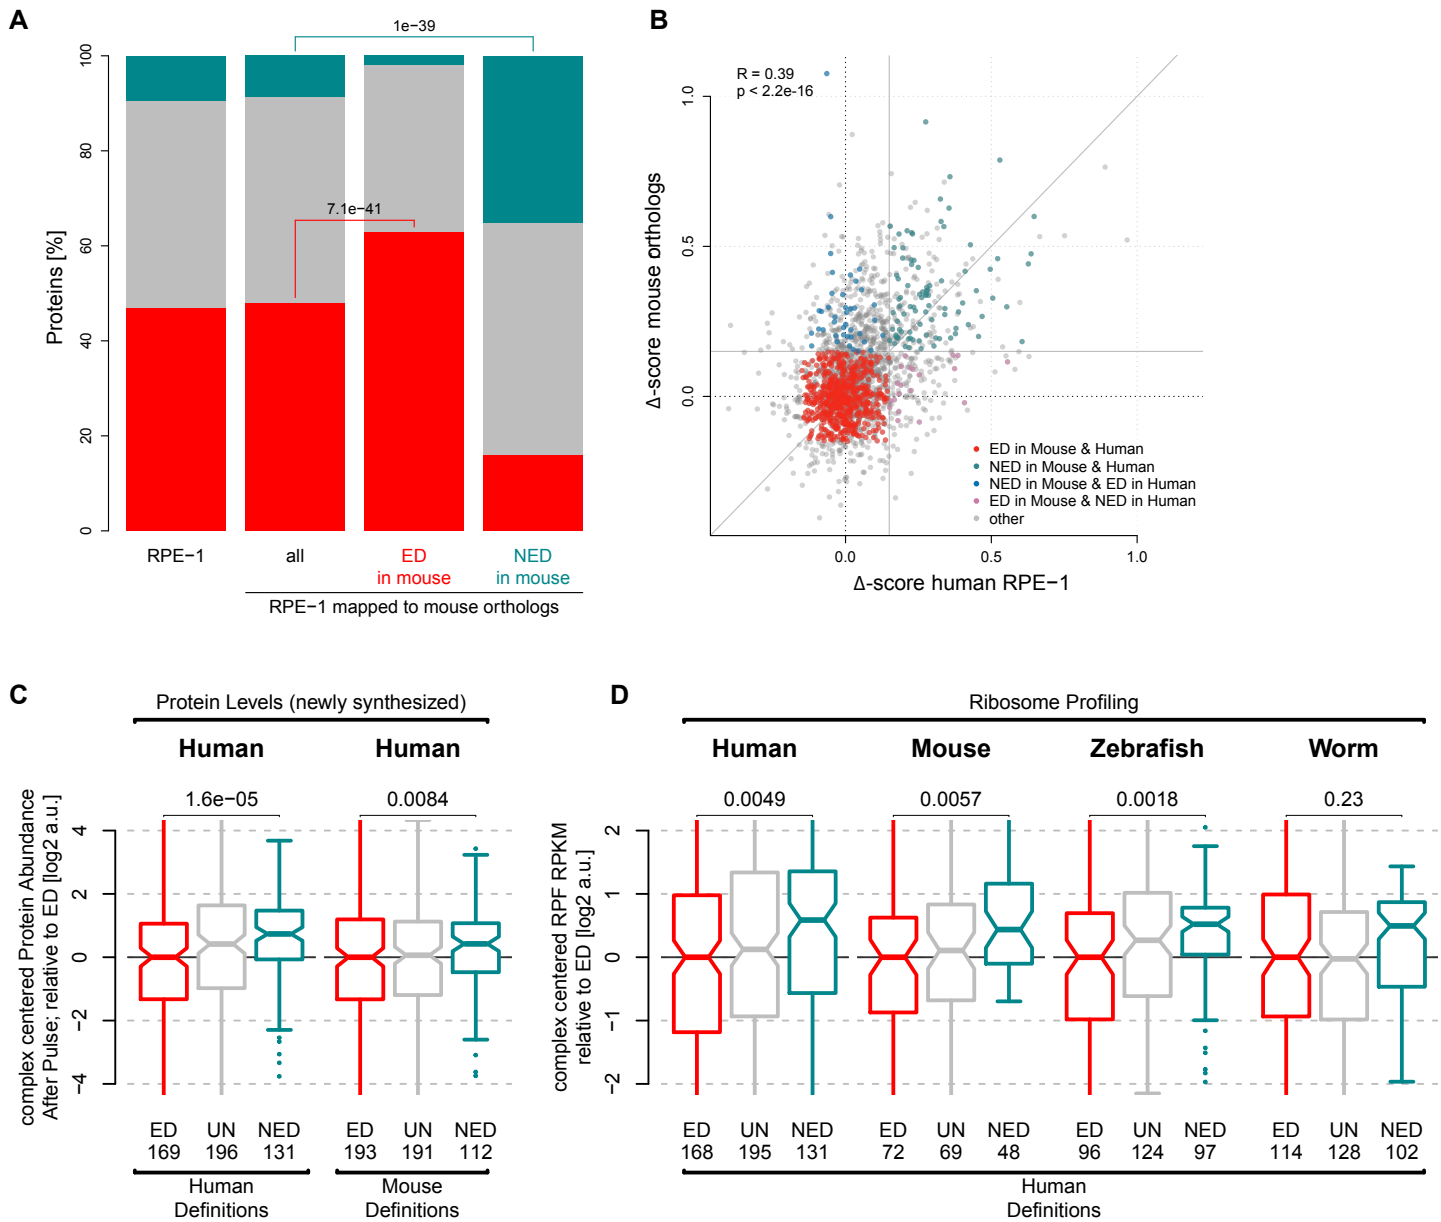 A
1e−39
Proteins [%]
100
80
60
40
20
0
7.1e−41
RPE−1
all
ED
in mouse
NED
in mouse
RPE−1 mapped to mouse orthologs
B
R = 0.39
p < 2.2e-16
Δ-score mouse orthologs
1.0
0.5
0.0
ED in Mouse & Human
NED in Mouse & Human
NED in Mouse & ED in Human
ED in Mouse & NED in Human
other
0.0 0.5 1.0
Δ-score human RPE−1
C
Protein Levels (newly synthesized)
Human Human
1.6e−05 0.0084
complex centered Protein Abundance
After Pulse; relative to ED [log2 a.u.]
4
2
0
−2
−4
ED UN NED ED UN NED
169 196 131 193 191 112
Human
Definitions
Mouse
Definitions
D
Ribosome Profiling
Human Mouse Zebrafish Worm
0.0049 0.0057 0.0018 0.23
complex centered RPF RPKM
relative to ED [log2 a.u.]
2
1
0
−1
−2
ED UN NED ED UN NED ED UN NED ED UN NED
168 195 131 72 69 48 96 124 97 114 128 102
Human
Definitions